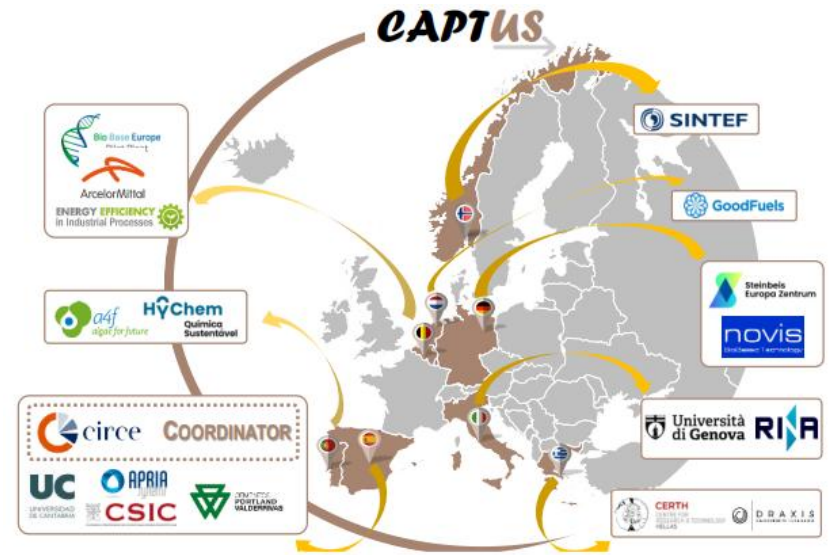 CAPTUS
Bio Base Europe
ArcelorMittal
ENERGY EFFICIENCY
in Industrial Processes
SINTEF
GoodFuels
Steinbeis
Europa Zentrum
novis
a4f
algae for future
HyChem
Química
Sustentável
circe
COORDINATOR
UC
UNIVERSIDAD
DE CANTABRIA
APRIA
CSIC
PORTLAND
VALDERRIVAS
Università
di Genova
RINA
CERTH
CENTRE FOR
RESEARCH & TECHNOLOGY
HELLAS
DRAXIS